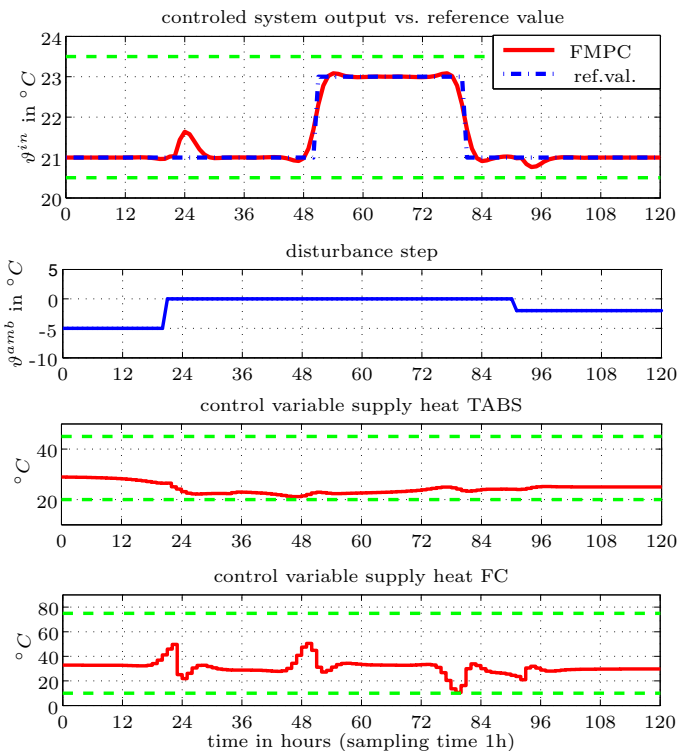 controled system output vs. reference value
24
23
22
21
20
ϑ^in in °C
FMPC
ref.val.
0 12 24 36 48 60 72 84 96 108 120
disturbance step
5
0
-5
-10
ϑ^amb in °C
0 12 24 36 48 60 72 84 96 108 120
control variable supply heat TABS
40
20
°C
0 12 24 36 48 60 72 84 96 108 120
control variable supply heat FC
80
60
40
20
0
°C
0 12 24 36 48 60 72 84 96 108 120
time in hours (sampling time 1h)